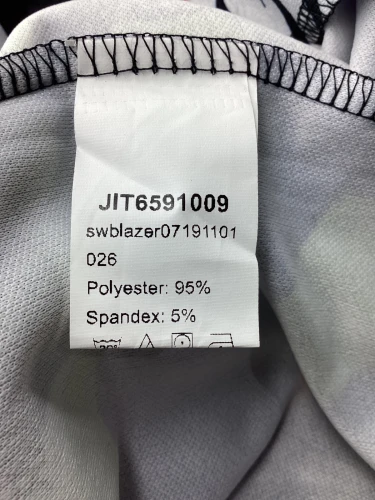 JIT6591009
swblazer07191101
026
Polyester: 95%
Spandex: 5%